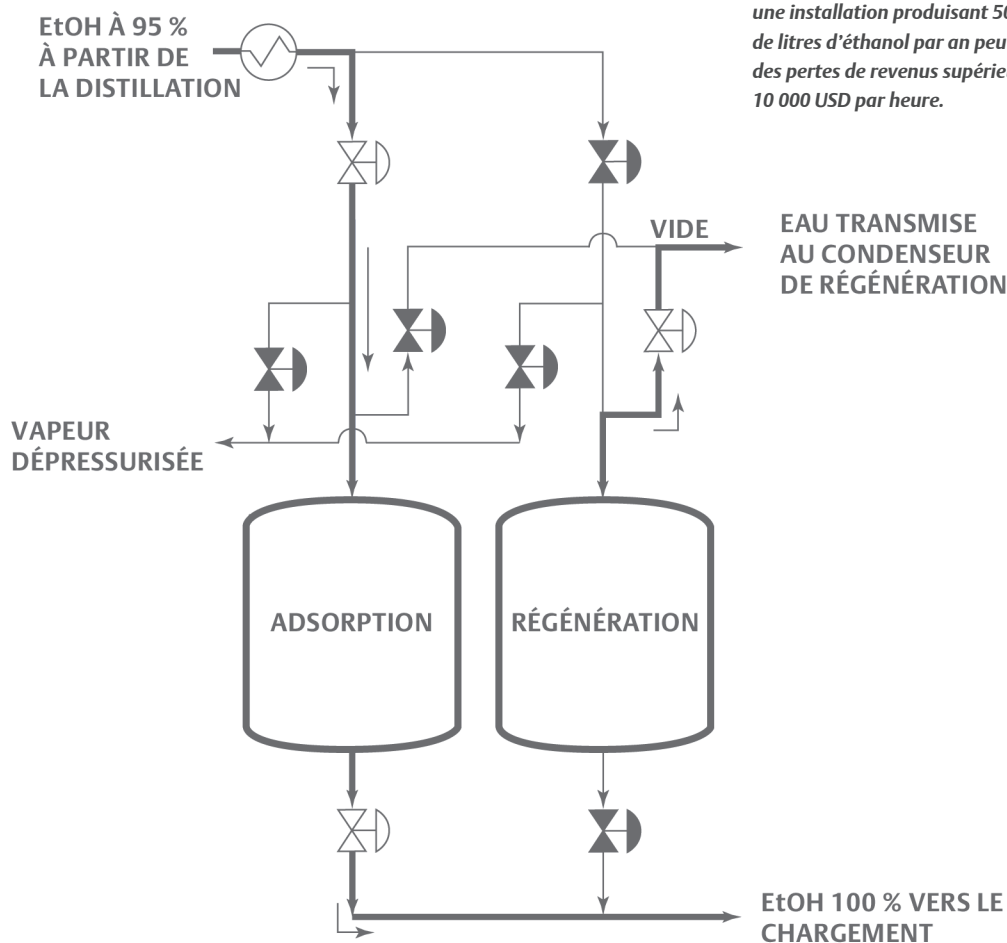 une installation produisant 50
de litres d’éthanol par an peu
des pertes de revenus supérie
10 000 USD par heure.
EtOH À 95 %
À PARTIR DE
LA DISTILLATION
VIDE
EAU TRANSMISE
AU CONDENSEUR
DE RÉGÉNÉRATION
VAPEUR
DÉPRESSURISÉE
ADSORPTION
RÉGÉNÉRATION
EtOH 100 % VERS LE
CHARGEMENT